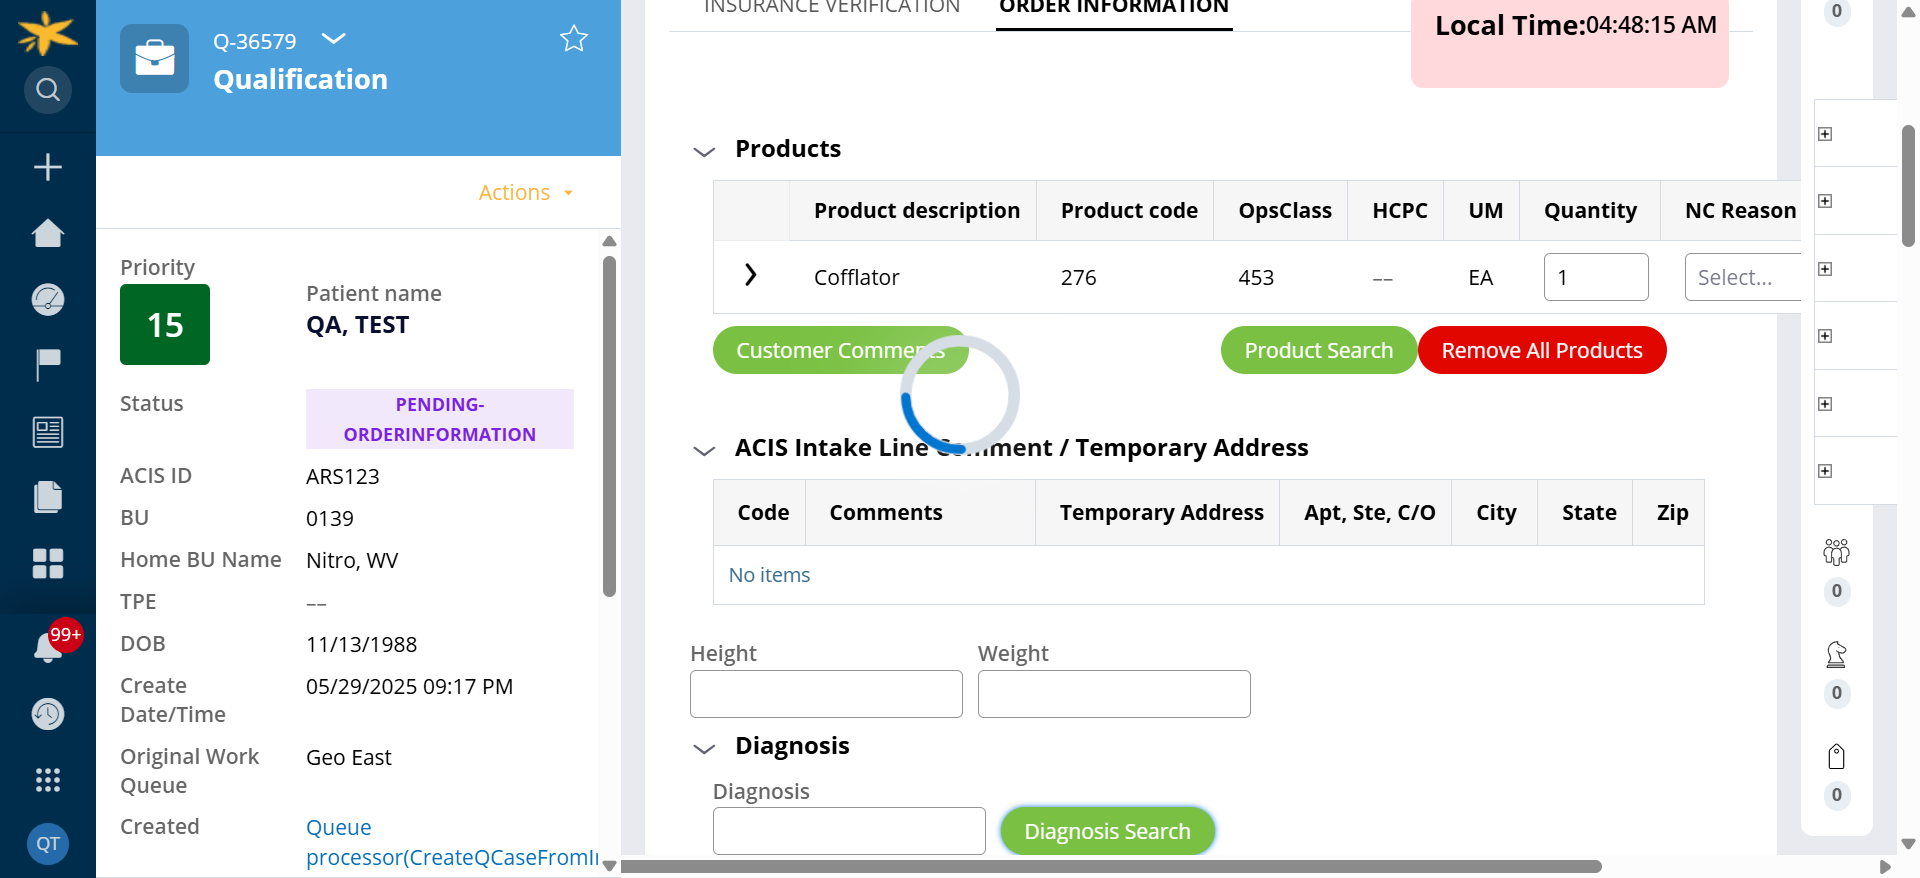 Q-36579
Qualification
Actions
Priority
15
Patient name
QA, TEST
Status
PENDING-
ORDERINFORMATION
ACIS ID
ARS123
BU
0139
Home BU Name
Nitro, WV
TPE
––
DOB
11/13/1988
Create
Date/Time
05/29/2025 09:17 PM
Original Work
Queue
Geo East
Created
Queue
processor(CreateQCaseFromI
99+
QT
INSURANCE VERIFICATION
ORDER INFORMATION
Local Time:04:48:15 AM
Products
Product description Product code OpsClass HCPC UM Quantity NC Reason
Cofflator 276 453 –– EA 1 Select...
Customer Comments
Product Search
Remove All Products
ACIS Intake Line Comment / Temporary Address
Code Comments Temporary Address Apt, Ste, C/O City State Zip
No items
Height
Weight
Diagnosis
Diagnosis
Diagnosis Search
0
0
0
0